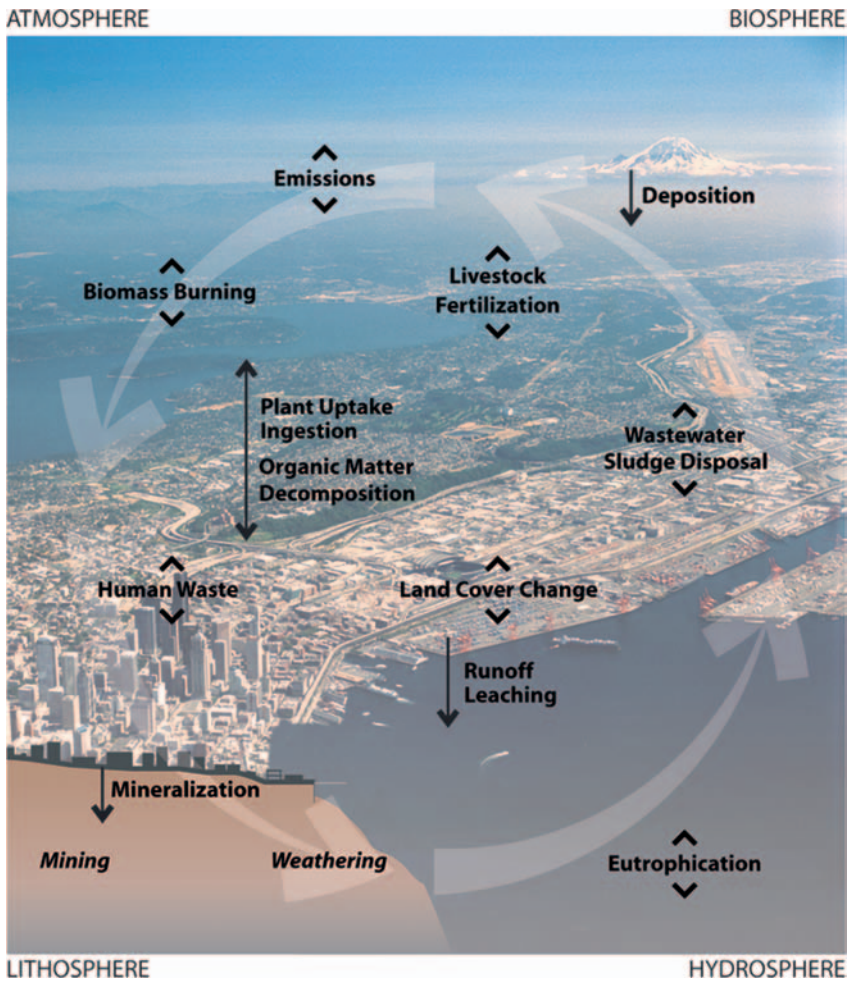 ATMOSPHERE
BIOSPHERE
Emissions
Deposition
Biomass Burning
Livestock
Fertilization
Plant Uptake
Ingestion
Organic Matter
Decomposition
Wastewater
Sludge Disposal
Human Waste
Land Cover Change
Runoff
Leaching
Mineralization
Mining
Weathering
Eutrophication
LITHOSPHERE
HYDROSPHERE